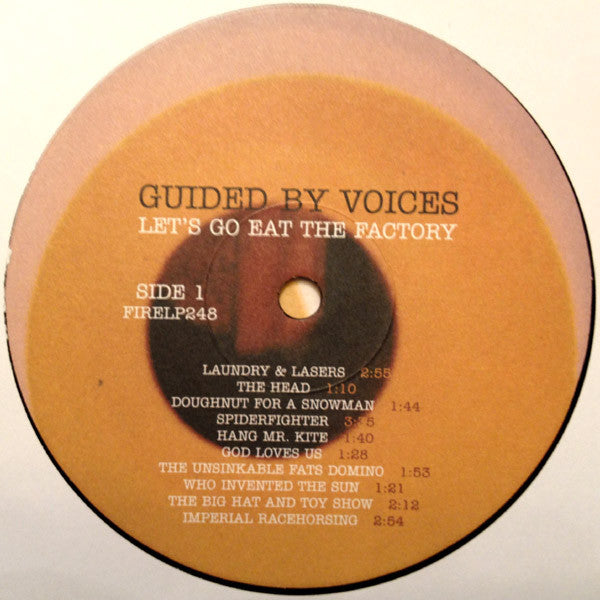 GUIDED BY VOICES
LET'S GO EAT THE FACTORY
SIDE 1
FIRELP248
LAUNDRY & LASERS 2:55
THE HEAD 1:10
DOUGHNUT FOR A SNOWMAN 1:44
SPIDERFIGHTER
HANG MR. KITE 1:40
GOD LOVES US 1:28
THE UNSINKABLE FATS DOMINO 1:53
WHO INVENTED THE SUN 1:21
THE BIG HAT AND TOY SHOW 2:12
IMPERIAL RACEHORSING 2:54